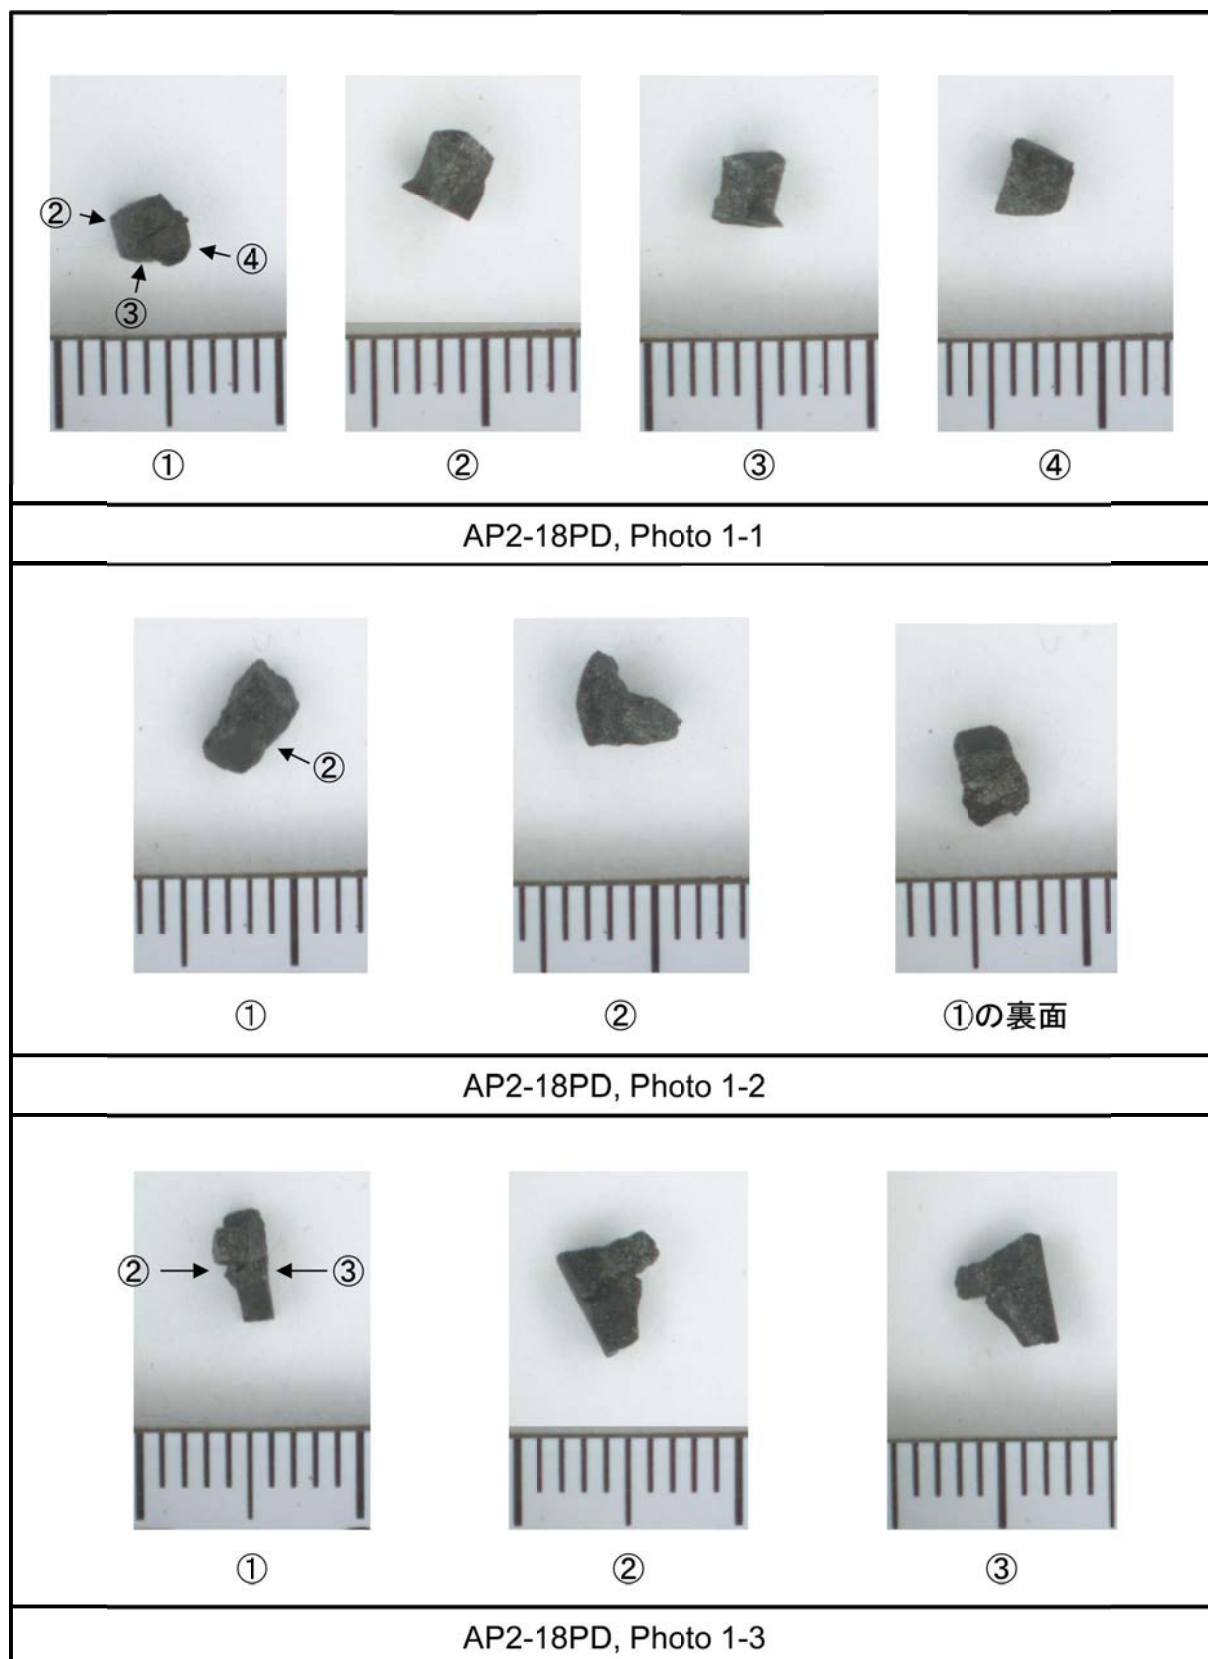 ② ③ ④
① ② ③ ④
AP2-18PD, Photo 1-1
②
① ② ①の裏面
AP2-18PD, Photo 1-2
② ③
① ② ③
AP2-18PD, Photo 1-3